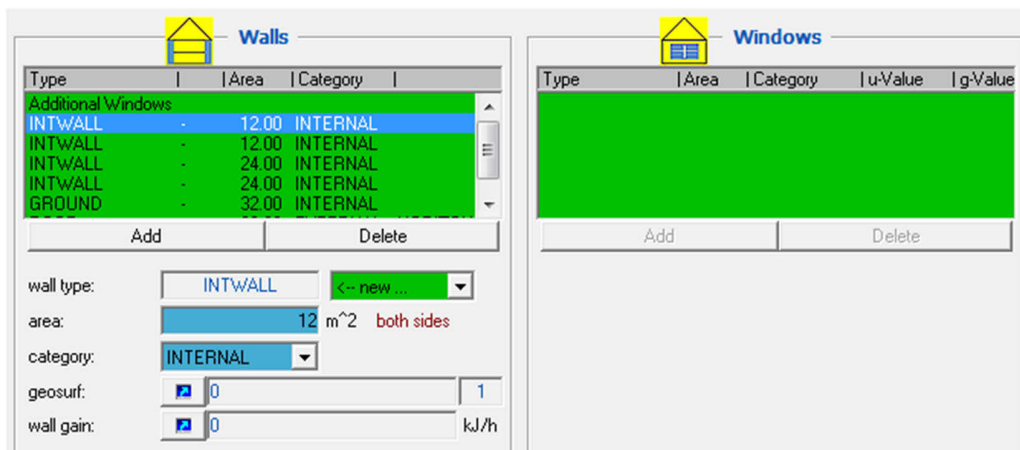 Walls
Type | | Area | Category |
Additional Windows
INTWALL - 12.00 INTERNAL
INTWALL - 12.00 INTERNAL
INTWALL - 24.00 INTERNAL
INTWALL - 24.00 INTERNAL
GROUND - 32.00 INTERNAL
Add Delete
wall type: INTWALL <-- new ...
area: 12 m^2 both sides
category: INTERNAL
geosurf: 0 1
wall gain: 0 kJ/h
Windows
Type | Area | Category | u-Value | g-Value
Add Delete